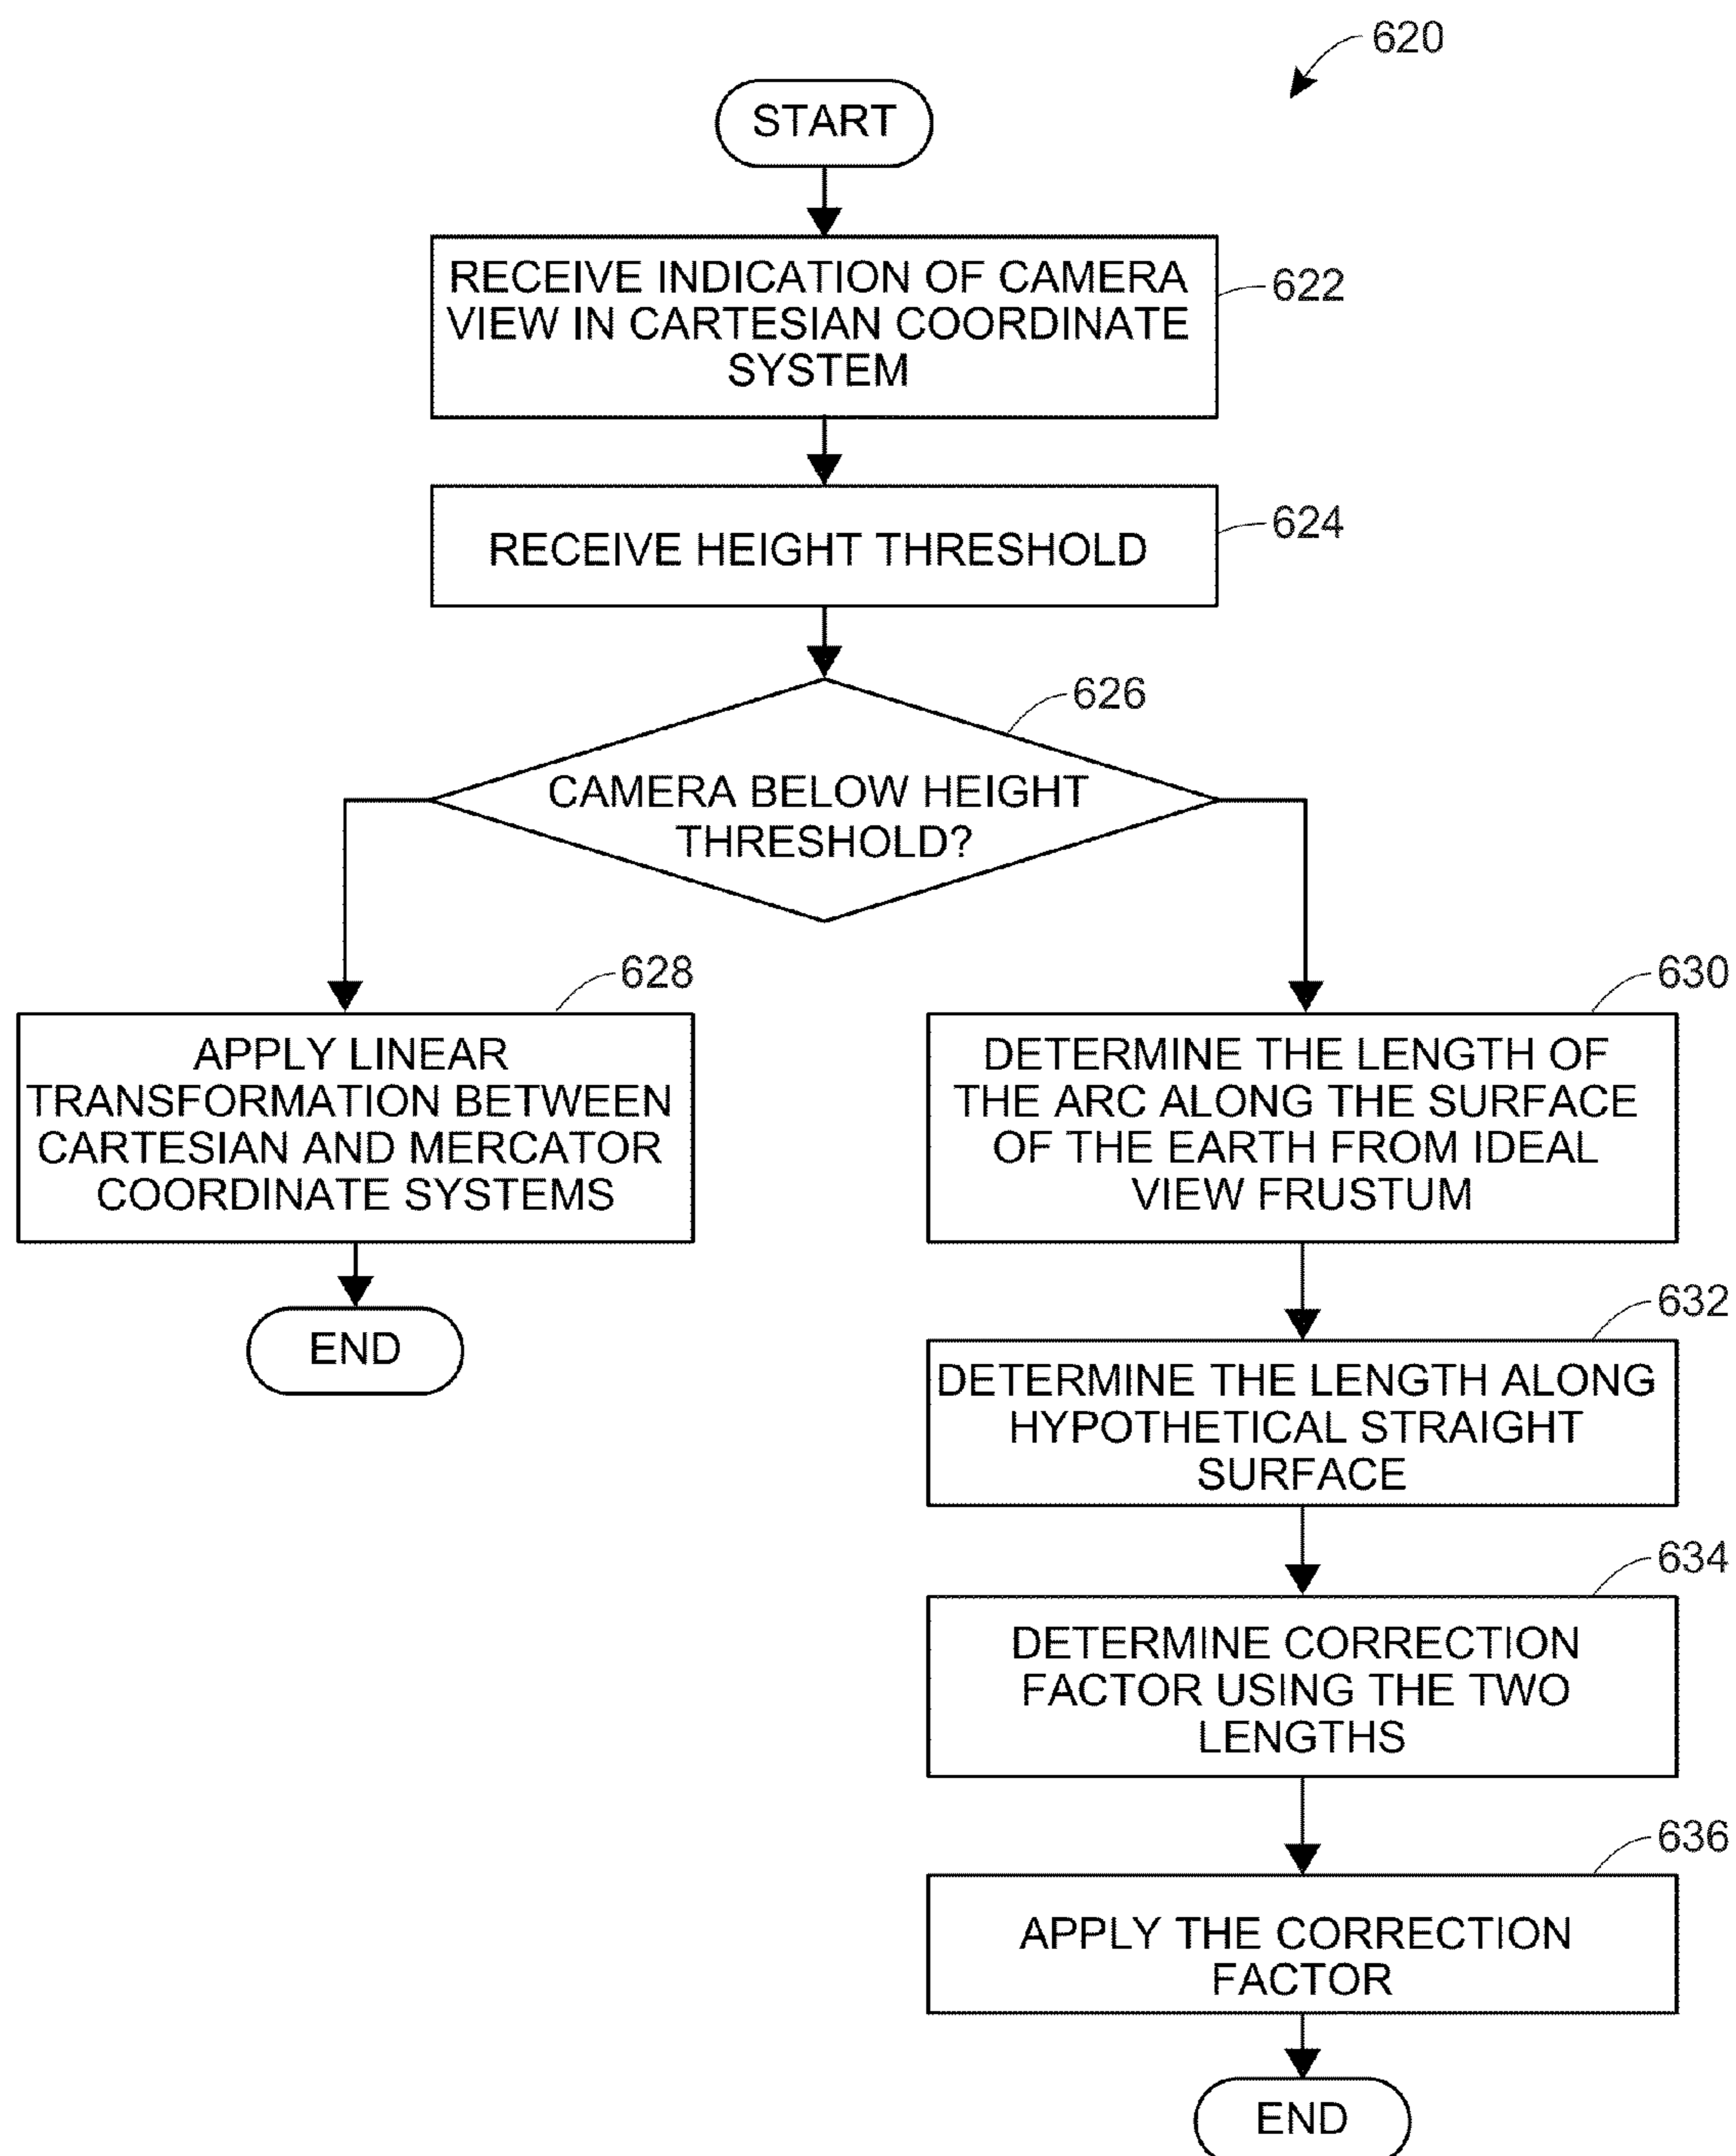 620
START
RECEIVE INDICATION OF CAMERA
VIEW IN CARTESIAN COORDINATE
SYSTEM
622
RECEIVE HEIGHT THRESHOLD
624
626
CAMERA BELOW HEIGHT
THRESHOLD?
628
APPLY LINEAR
TRANSFORMATION BETWEEN
CARTESIAN AND MERCATOR
COORDINATE SYSTEMS
END
630
DETERMINE THE LENGTH OF
THE ARC ALONG THE SURFACE
OF THE EARTH FROM IDEAL
VIEW FRUSTUM
632
DETERMINE THE LENGTH ALONG
HYPOTHETICAL STRAIGHT
SURFACE
634
DETERMINE CORRECTION
FACTOR USING THE TWO
LENGTHS
636
APPLY THE CORRECTION
FACTOR
END